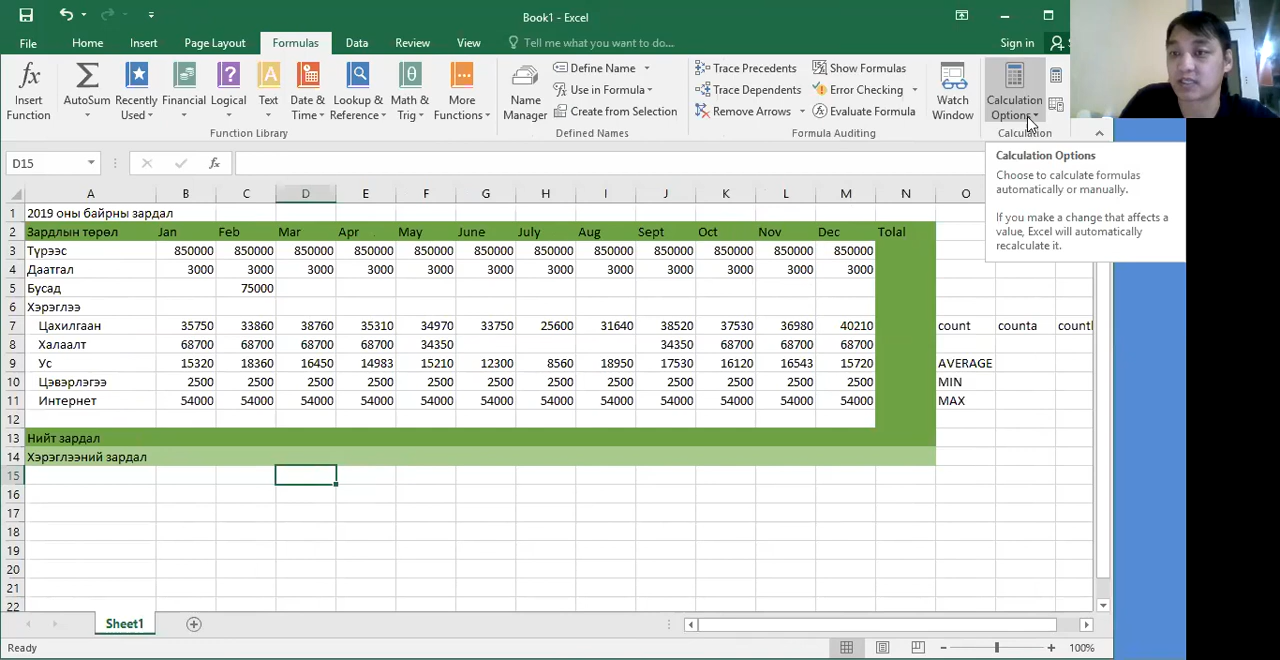 Book1 - Excel
File Home Insert Page Layout Formulas Data Review View Tell me what you want to do... Sign in
Insert Function
AutoSum
Recently Used
Financial
Logical
Text
Date & Time
Lookup & Reference
Math & Trig
More Functions
Function Library
Name Manager
Define Name
Use in Formula
Create from Selection
Defined Names
Trace Precedents
Trace Dependents
Remove Arrows
Show Formulas
Error Checking
Evaluate Formula
Formula Auditing
Watch Window
Calculation Options
Calculation
D15 fx
Calculation Options
Choose to calculate formulas
automatically or manually.
If you make a change that affects a
value, Excel will automatically
recalculate it.
A B C D E F G H I J K L M N O
1 2019 оны байрны зардал
2 Зардлын төрөл Jan Feb Mar Apr May June July Aug Sept Oct Nov Dec Tolal
3 Түрээс 850000 850000 850000 850000 850000 850000 850000 850000 850000 850000 850000 850000
4 Даатгал 3000 3000 3000 3000 3000 3000 3000 3000 3000 3000 3000 3000
5 Бусад 75000
6 Хэрэглээ
7 Цахилгаан 35750 33860 38760 35310 34970 33750 25600 31640 38520 37530 36980 40210 count counta
8 Халаалт 68700 68700 68700 68700 34350 34350 68700 68700 68700
9 Ус 15320 18360 16450 14983 15210 12300 8560 18950 17530 16120 16543 15720 AVERAGE
10 Цэвэрлэгээ 2500 2500 2500 2500 2500 2500 2500 2500 2500 2500 2500 2500 MIN
11 Интернет 54000 54000 54000 54000 54000 54000 54000 54000 54000 54000 54000 54000 MAX
12
13 Нийт зардал
14 Хэрэглээний зардал
15
16
17
18
19
20
21
22
Sheet1
Ready 100%